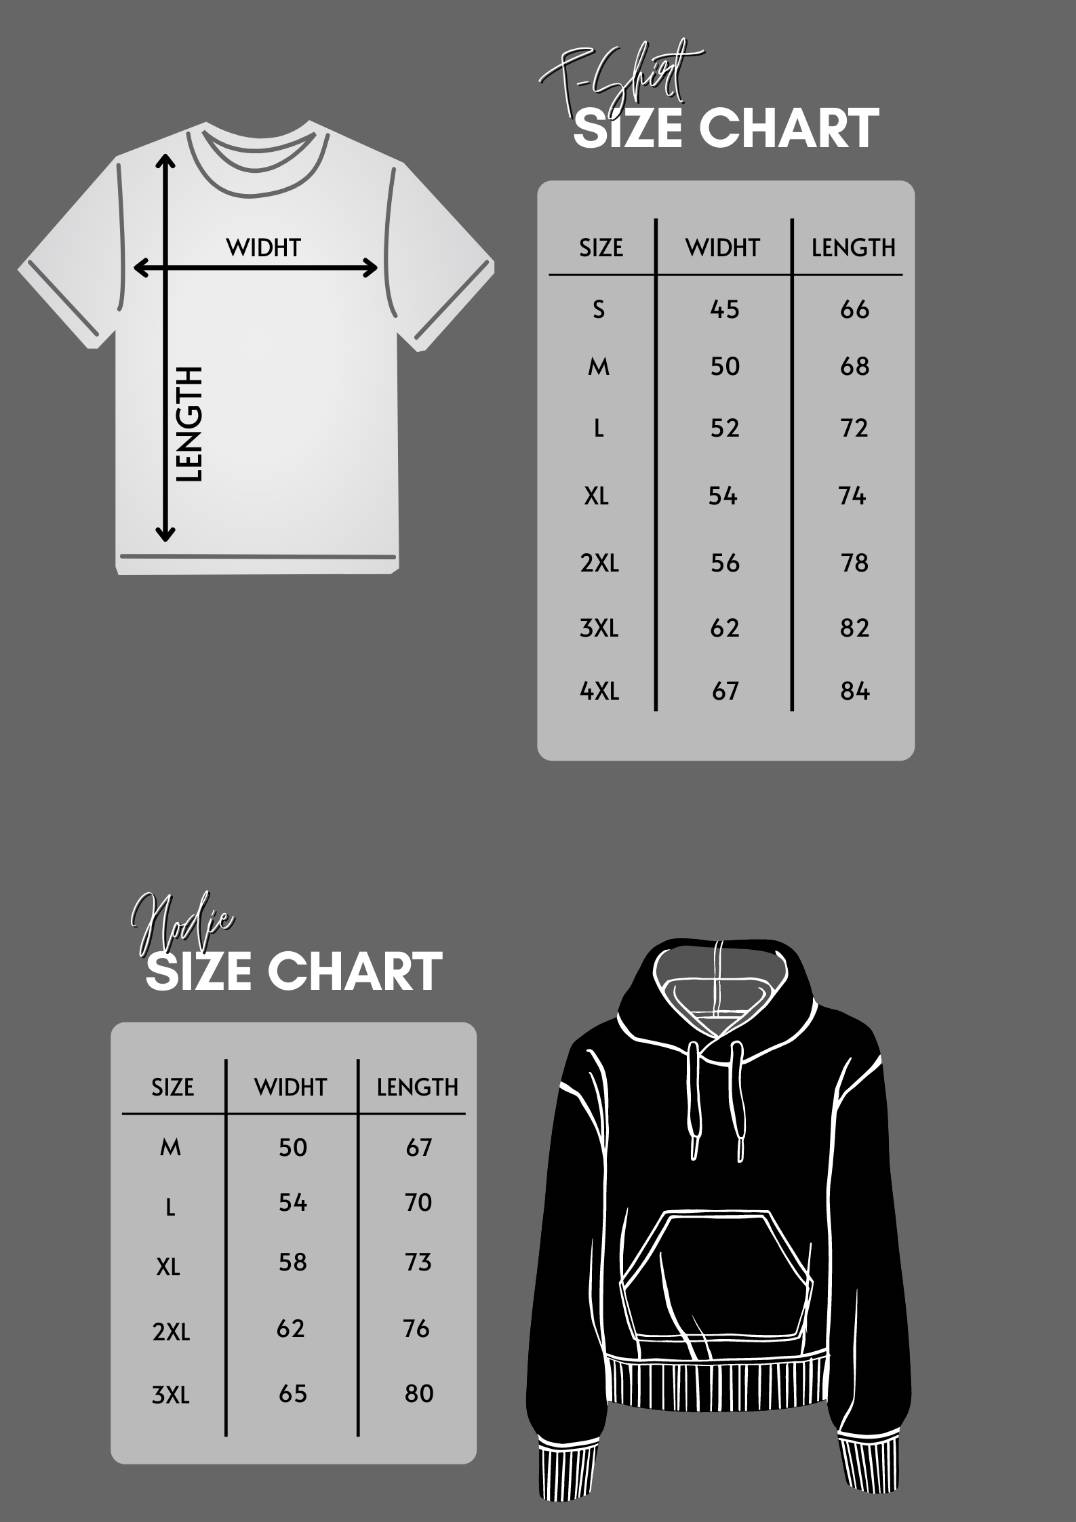 T-Shirt
SIZE CHART
WIDHT
LENGTH
SIZE WIDHT LENGTH
S 45 66
M 50 68
L 52 72
XL 54 74
2XL 56 78
3XL 62 82
4XL 67 84
Hodie
SIZE CHART
SIZE WIDHT LENGTH
M 50 67
L 54 70
XL 58 73
2XL 62 76
3XL 65 80